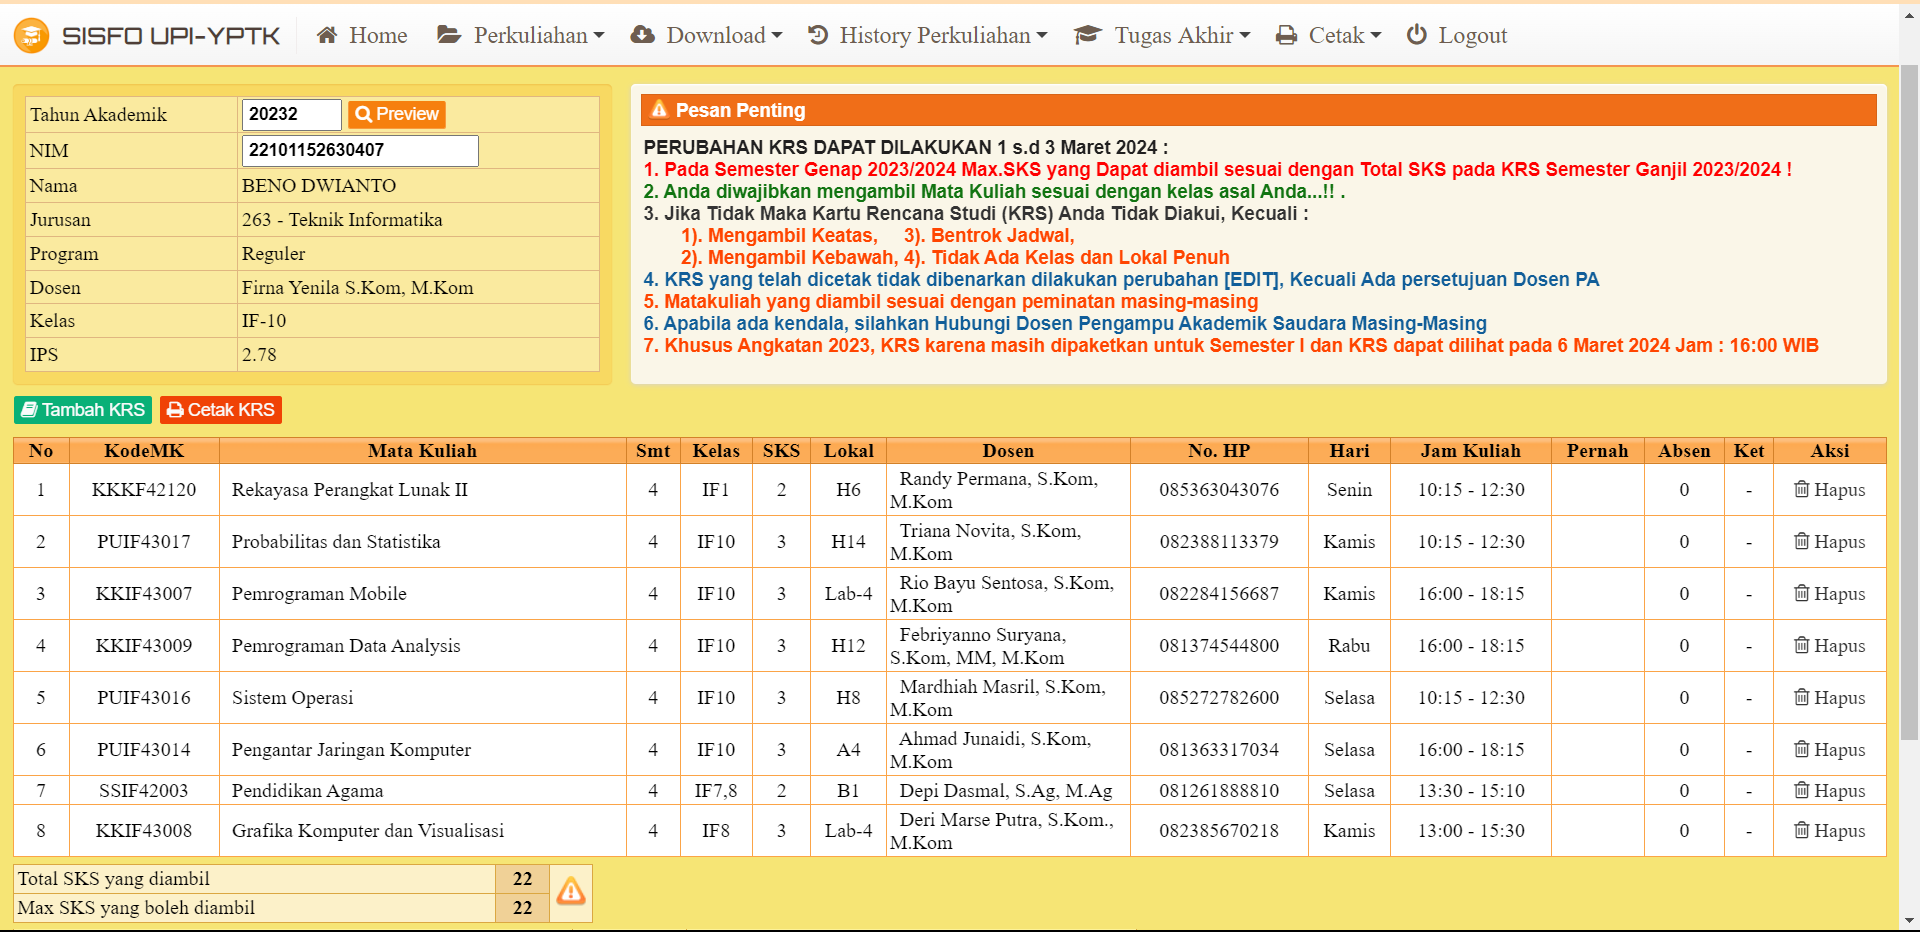 SISFO UPI-YPTK Home Perkuliahan Download History Perkuliahan Tugas Akhir Cetak Logout
Tahun Akademik 20232 Preview
NIM 22101152630407
Nama BENO DWIANTO
Jurusan 263 - Teknik Informatika
Program Reguler
Dosen Firna Yenila S.Kom, M.Kom
Kelas IF-10
IPS 2.78
Pesan Penting
PERUBAHAN KRS DAPAT DILAKUKAN 1 s.d 3 Maret 2024 :
1. Pada Semester Genap 2023/2024 Max.SKS yang Dapat diambil sesuai dengan Total SKS pada KRS Semester Ganjil 2023/2024 !
2. Anda diwajibkan mengambil Mata Kuliah sesuai dengan kelas asal Anda...!! .
3. Jika Tidak Maka Kartu Rencana Studi (KRS) Anda Tidak Diakui, Kecuali :
1). Mengambil Keatas, 3). Bentrok Jadwal,
2). Mengambil Kebawah, 4). Tidak Ada Kelas dan Lokal Penuh
4. KRS yang telah dicetak tidak dibenarkan dilakukan perubahan [EDIT], Kecuali Ada persetujuan Dosen PA
5. Matakuliah yang diambil sesuai dengan peminatan masing-masing
6. Apabila ada kendala, silahkan Hubungi Dosen Pengampu Akademik Saudara Masing-Masing
7. Khusus Angkatan 2023, KRS karena masih dipaketkan untuk Semester I dan KRS dapat dilihat pada 6 Maret 2024 Jam : 16:00 WIB
Tambah KRS Cetak KRS
No KodeMK Mata Kuliah Smt Kelas SKS Lokal Dosen No. HP Hari Jam Kuliah Pernah Absen Ket Aksi
1 KKKF42120 Rekayasa Perangkat Lunak II 4 IF1 2 H6 Randy Permana, S.Kom, M.Kom 085363043076 Senin 10:15 - 12:30 0 - Hapus
2 PUIF43017 Probabilitas dan Statistika 4 IF10 3 H14 Triana Novita, S.Kom, M.Kom 082388113379 Kamis 10:15 - 12:30 0 - Hapus
3 KKIF43007 Pemrograman Mobile 4 IF10 3 Lab-4 Rio Bayu Sentosa, S.Kom, M.Kom 082284156687 Kamis 16:00 - 18:15 0 - Hapus
4 KKIF43009 Pemrograman Data Analysis 4 IF10 3 H12 Febriyanno Suryana, S.Kom, MM, M.Kom 081374544800 Rabu 16:00 - 18:15 0 - Hapus
5 PUIF43016 Sistem Operasi 4 IF10 3 H8 Mardhiah Masril, S.Kom, M.Kom 085272782600 Selasa 10:15 - 12:30 0 - Hapus
6 PUIF43014 Pengantar Jaringan Komputer 4 IF10 3 A4 Ahmad Junaidi, S.Kom, M.Kom 081363317034 Selasa 16:00 - 18:15 0 - Hapus
7 SSIF42003 Pendidikan Agama 4 IF7,8 2 B1 Depi Dasmal, S.Ag, M.Ag 081261888810 Selasa 13:30 - 15:10 0 - Hapus
8 KKIF43008 Grafika Komputer dan Visualisasi 4 IF8 3 Lab-4 Deri Marse Putra, S.Kom., M.Kom 082385670218 Kamis 13:00 - 15:30 0 - Hapus
Total SKS yang diambil 22
Max SKS yang boleh diambil 22